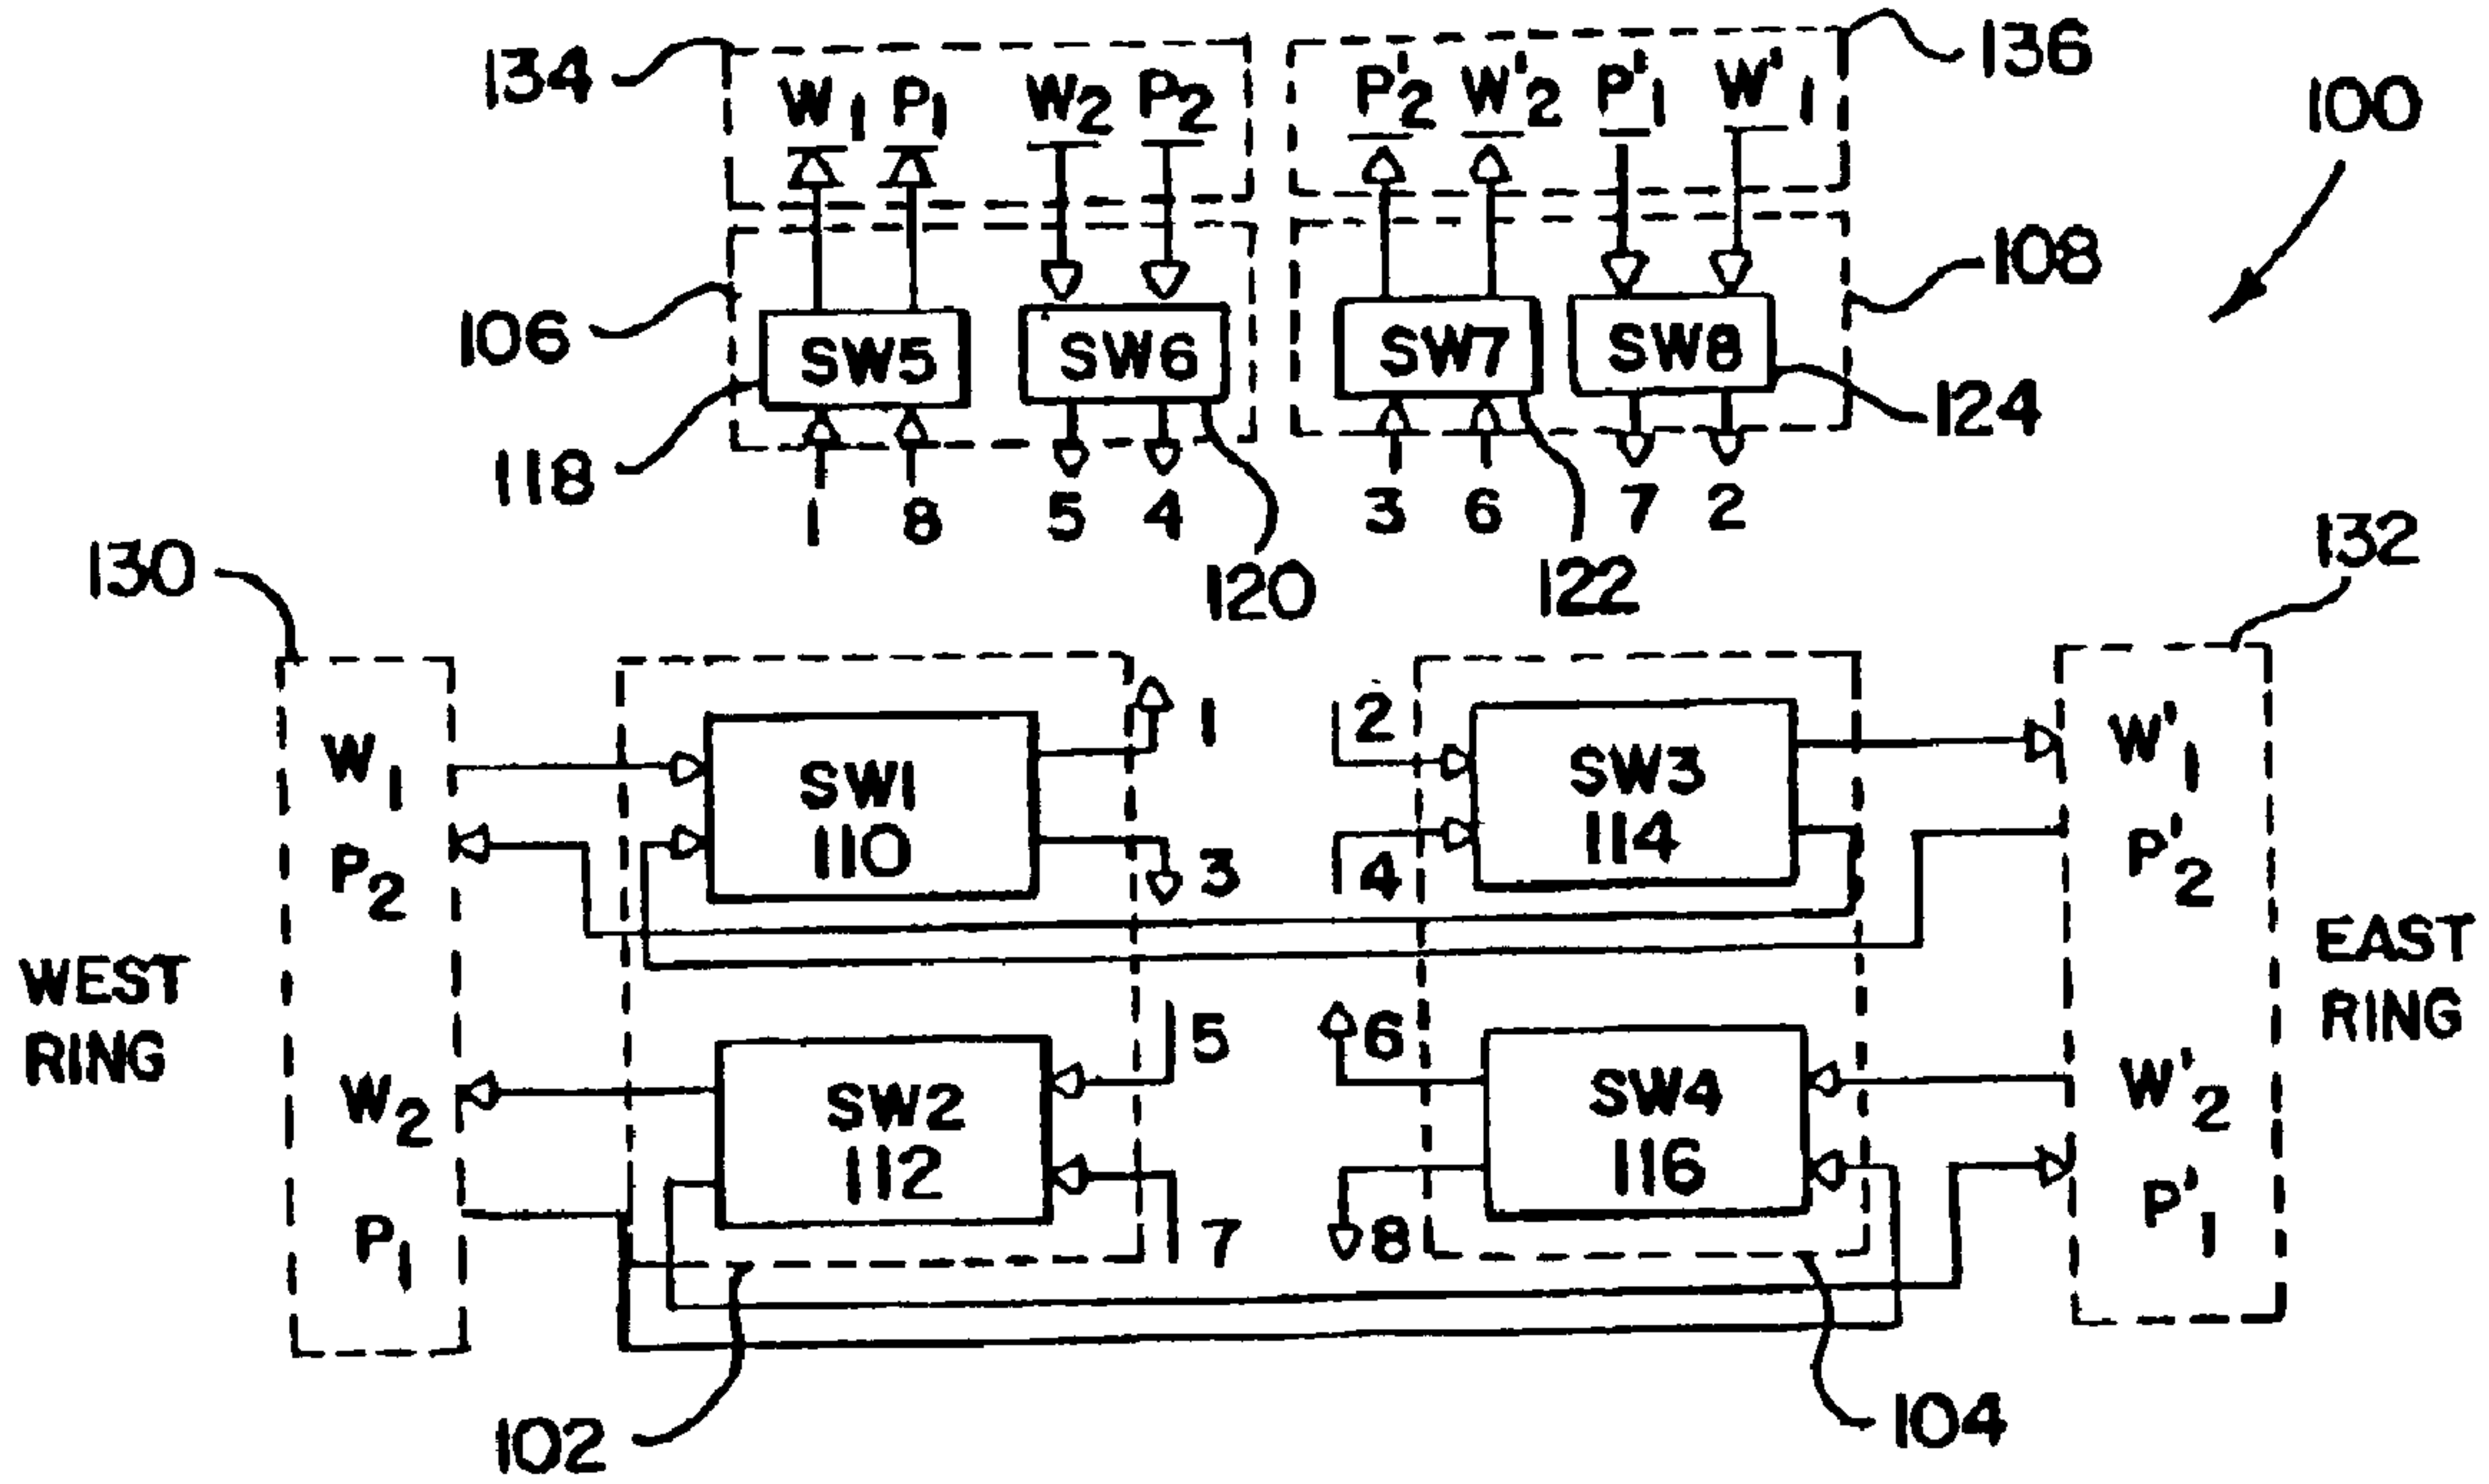 134 W1 P1 W2 P2 P'2 W'2 P'1 W'1 136
100
106 SW5 SW6 SW7 SW8 108
118 124
1 8 5 4 3 6 7 2
130 120 122 132
W1 SW1 110 1 2 SW3 114 W'1
P2 3 4 P'2
WEST RING EAST RING
W2 SW2 112 5 6 SW4 116 W'2
P1 7 8 P'1
102 104